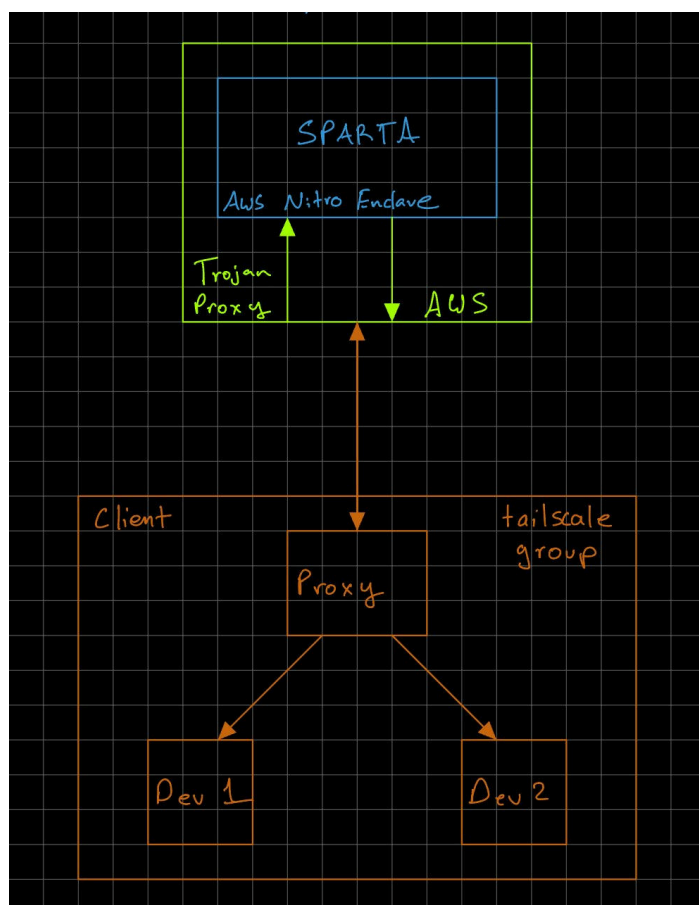 SPARTA
Aws Nitro Enclave
Trojan
Proxy
AWS
Client
tailscale
group
Proxy
Dev 1
Dev 2